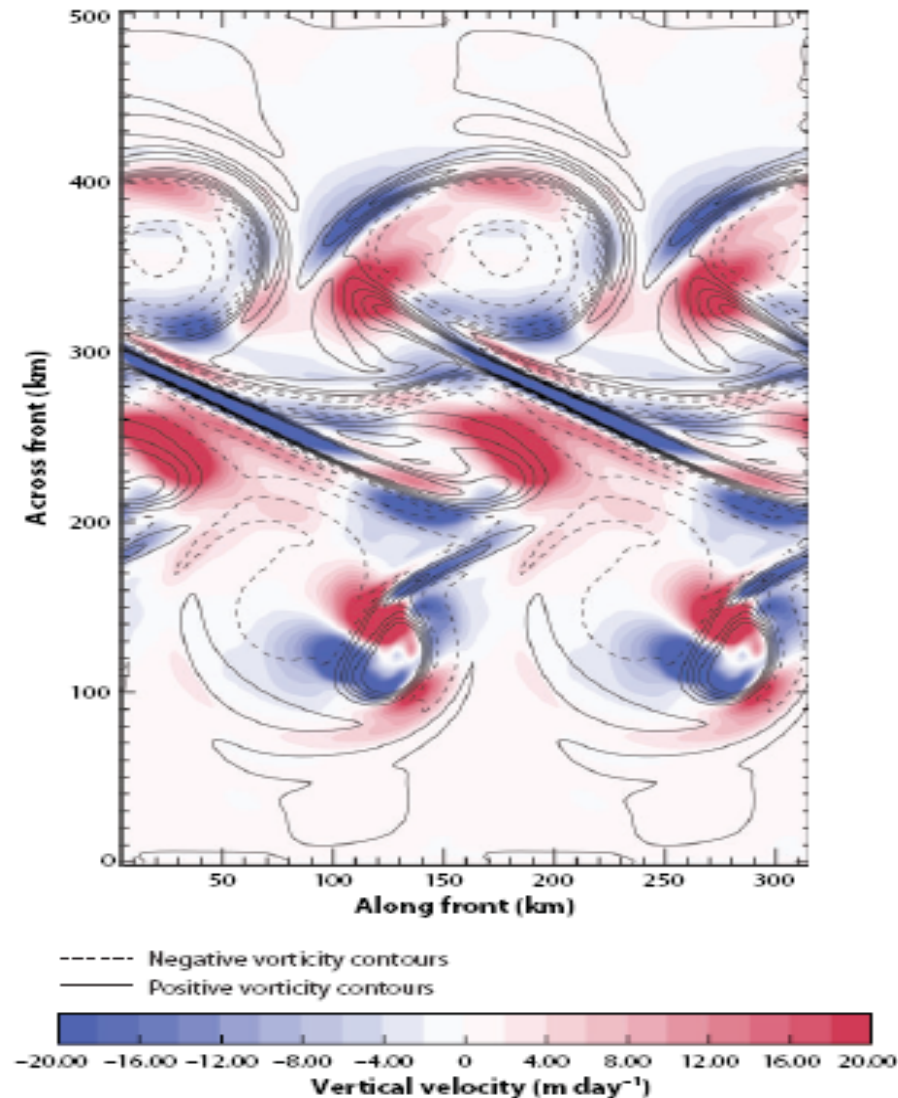 500
400
300
200
100
0
Across front (km)
50 100 150 200 250 300
Along front (km)
Negative vorticity contours
Positive vorticity contours
−20.00 −16.00 −12.00 −8.00 −4.00 0 4.00 8.00 12.00 16.00 20.00
Vertical velocity (m day⁻¹)